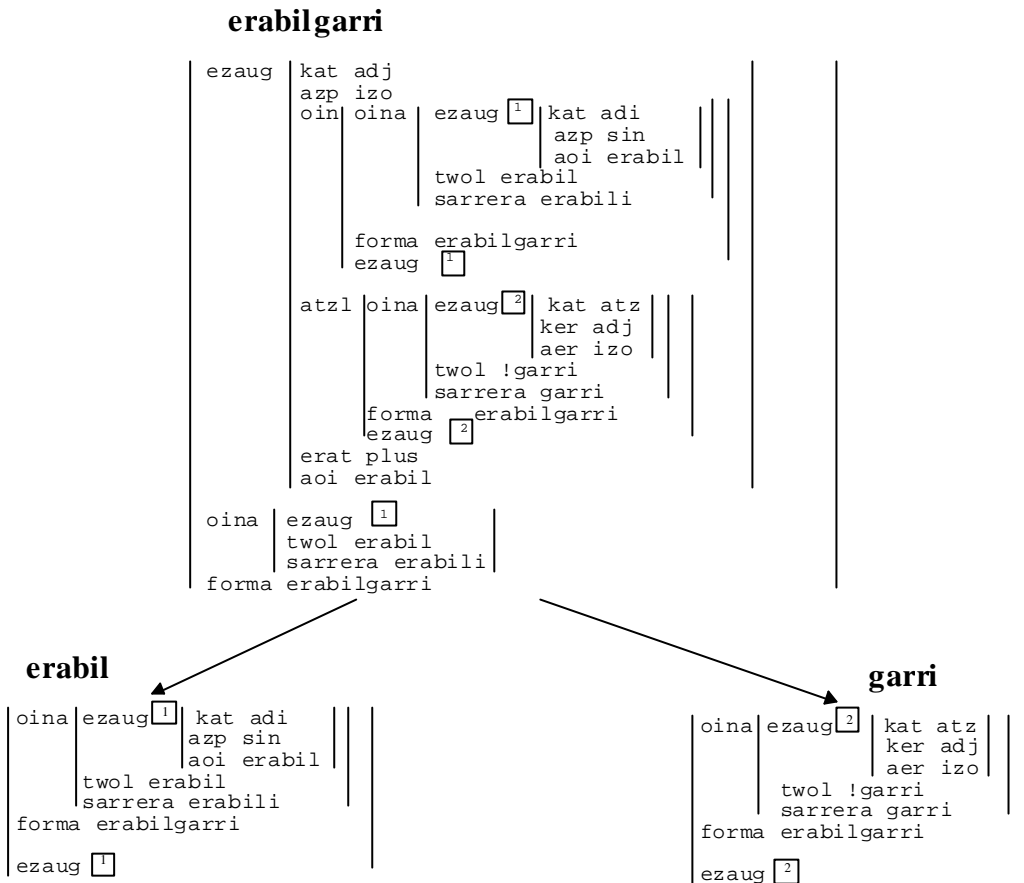 erabilgarri
ezaug kat adj
azp izo
oin oina ezaug 1 kat adi
azp sin
aoi erabil
twol erabil
sarrera erabili
forma erabilgarri
ezaug 1
atzl oina ezaug 2 kat atz
ker adj
aer izo
twol !garri
sarrera garri
forma erabilgarri
ezaug 2
erat plus
aoi erabil
oina ezaug 1
twol erabil
sarrera erabili
forma erabilgarri
erabil
oina ezaug 1 kat adi
azp sin
aoi erabil
twol erabil
sarrera erabili
forma erabilgarri
ezaug 1
garri
oina ezaug 2 kat atz
ker adj
aer izo
twol !garri
sarrera garri
forma erabilgarri
ezaug 2